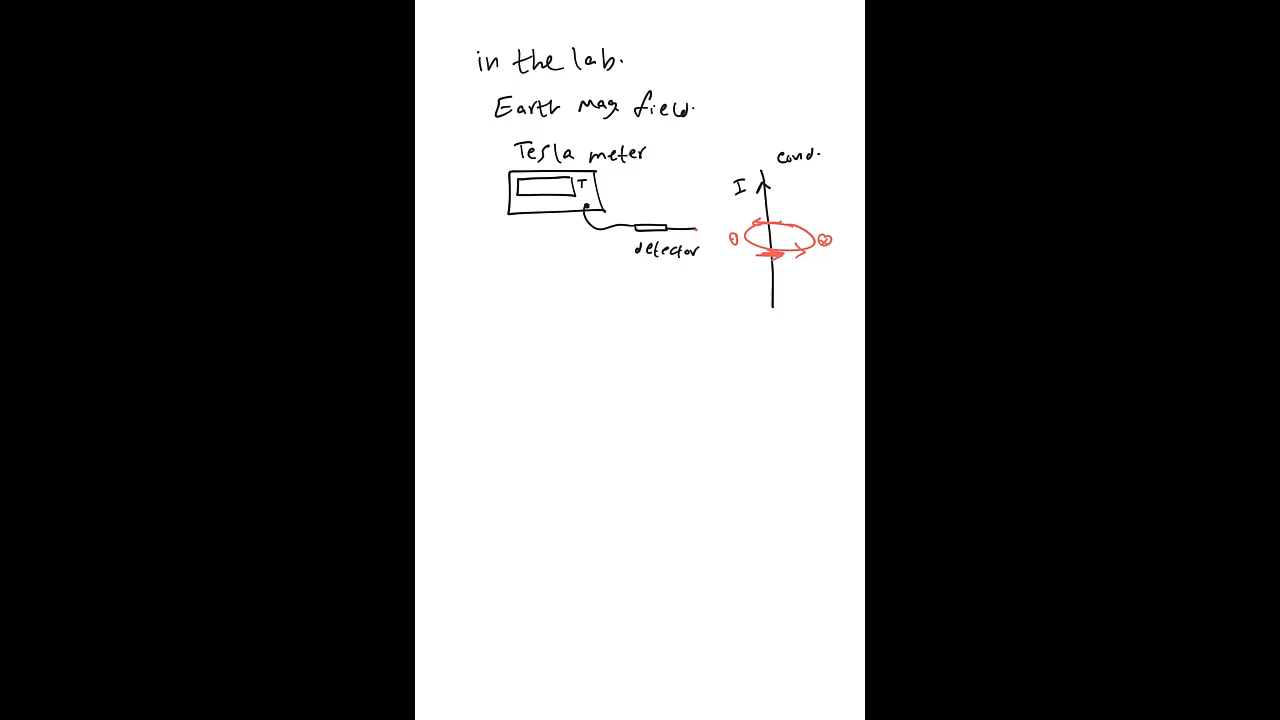 in the lab.
Earth mag field.
Tesla meter
cond.
T
I
detector